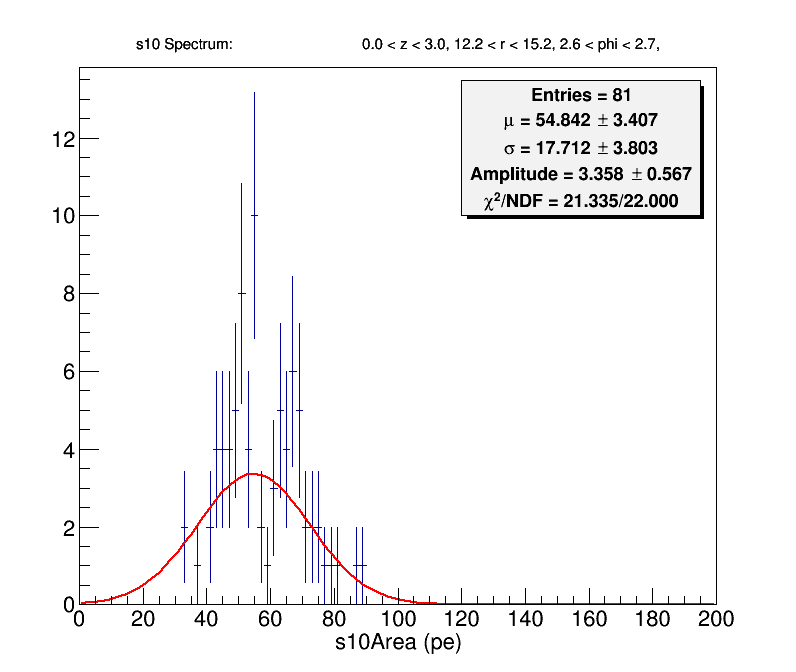 s10 Spectrum: 0.0 < z < 3.0, 12.2 < r < 15.2, 2.6 < phi < 2.7,
Entries = 81
μ = 54.842 ± 3.407
σ = 17.712 ± 3.803
Amplitude = 3.358 ± 0.567
χ²/NDF = 21.335/22.000
12
10
8
6
4
2
0
0 20 40 60 80 100 120 140 160 180 200
s10Area (pe)